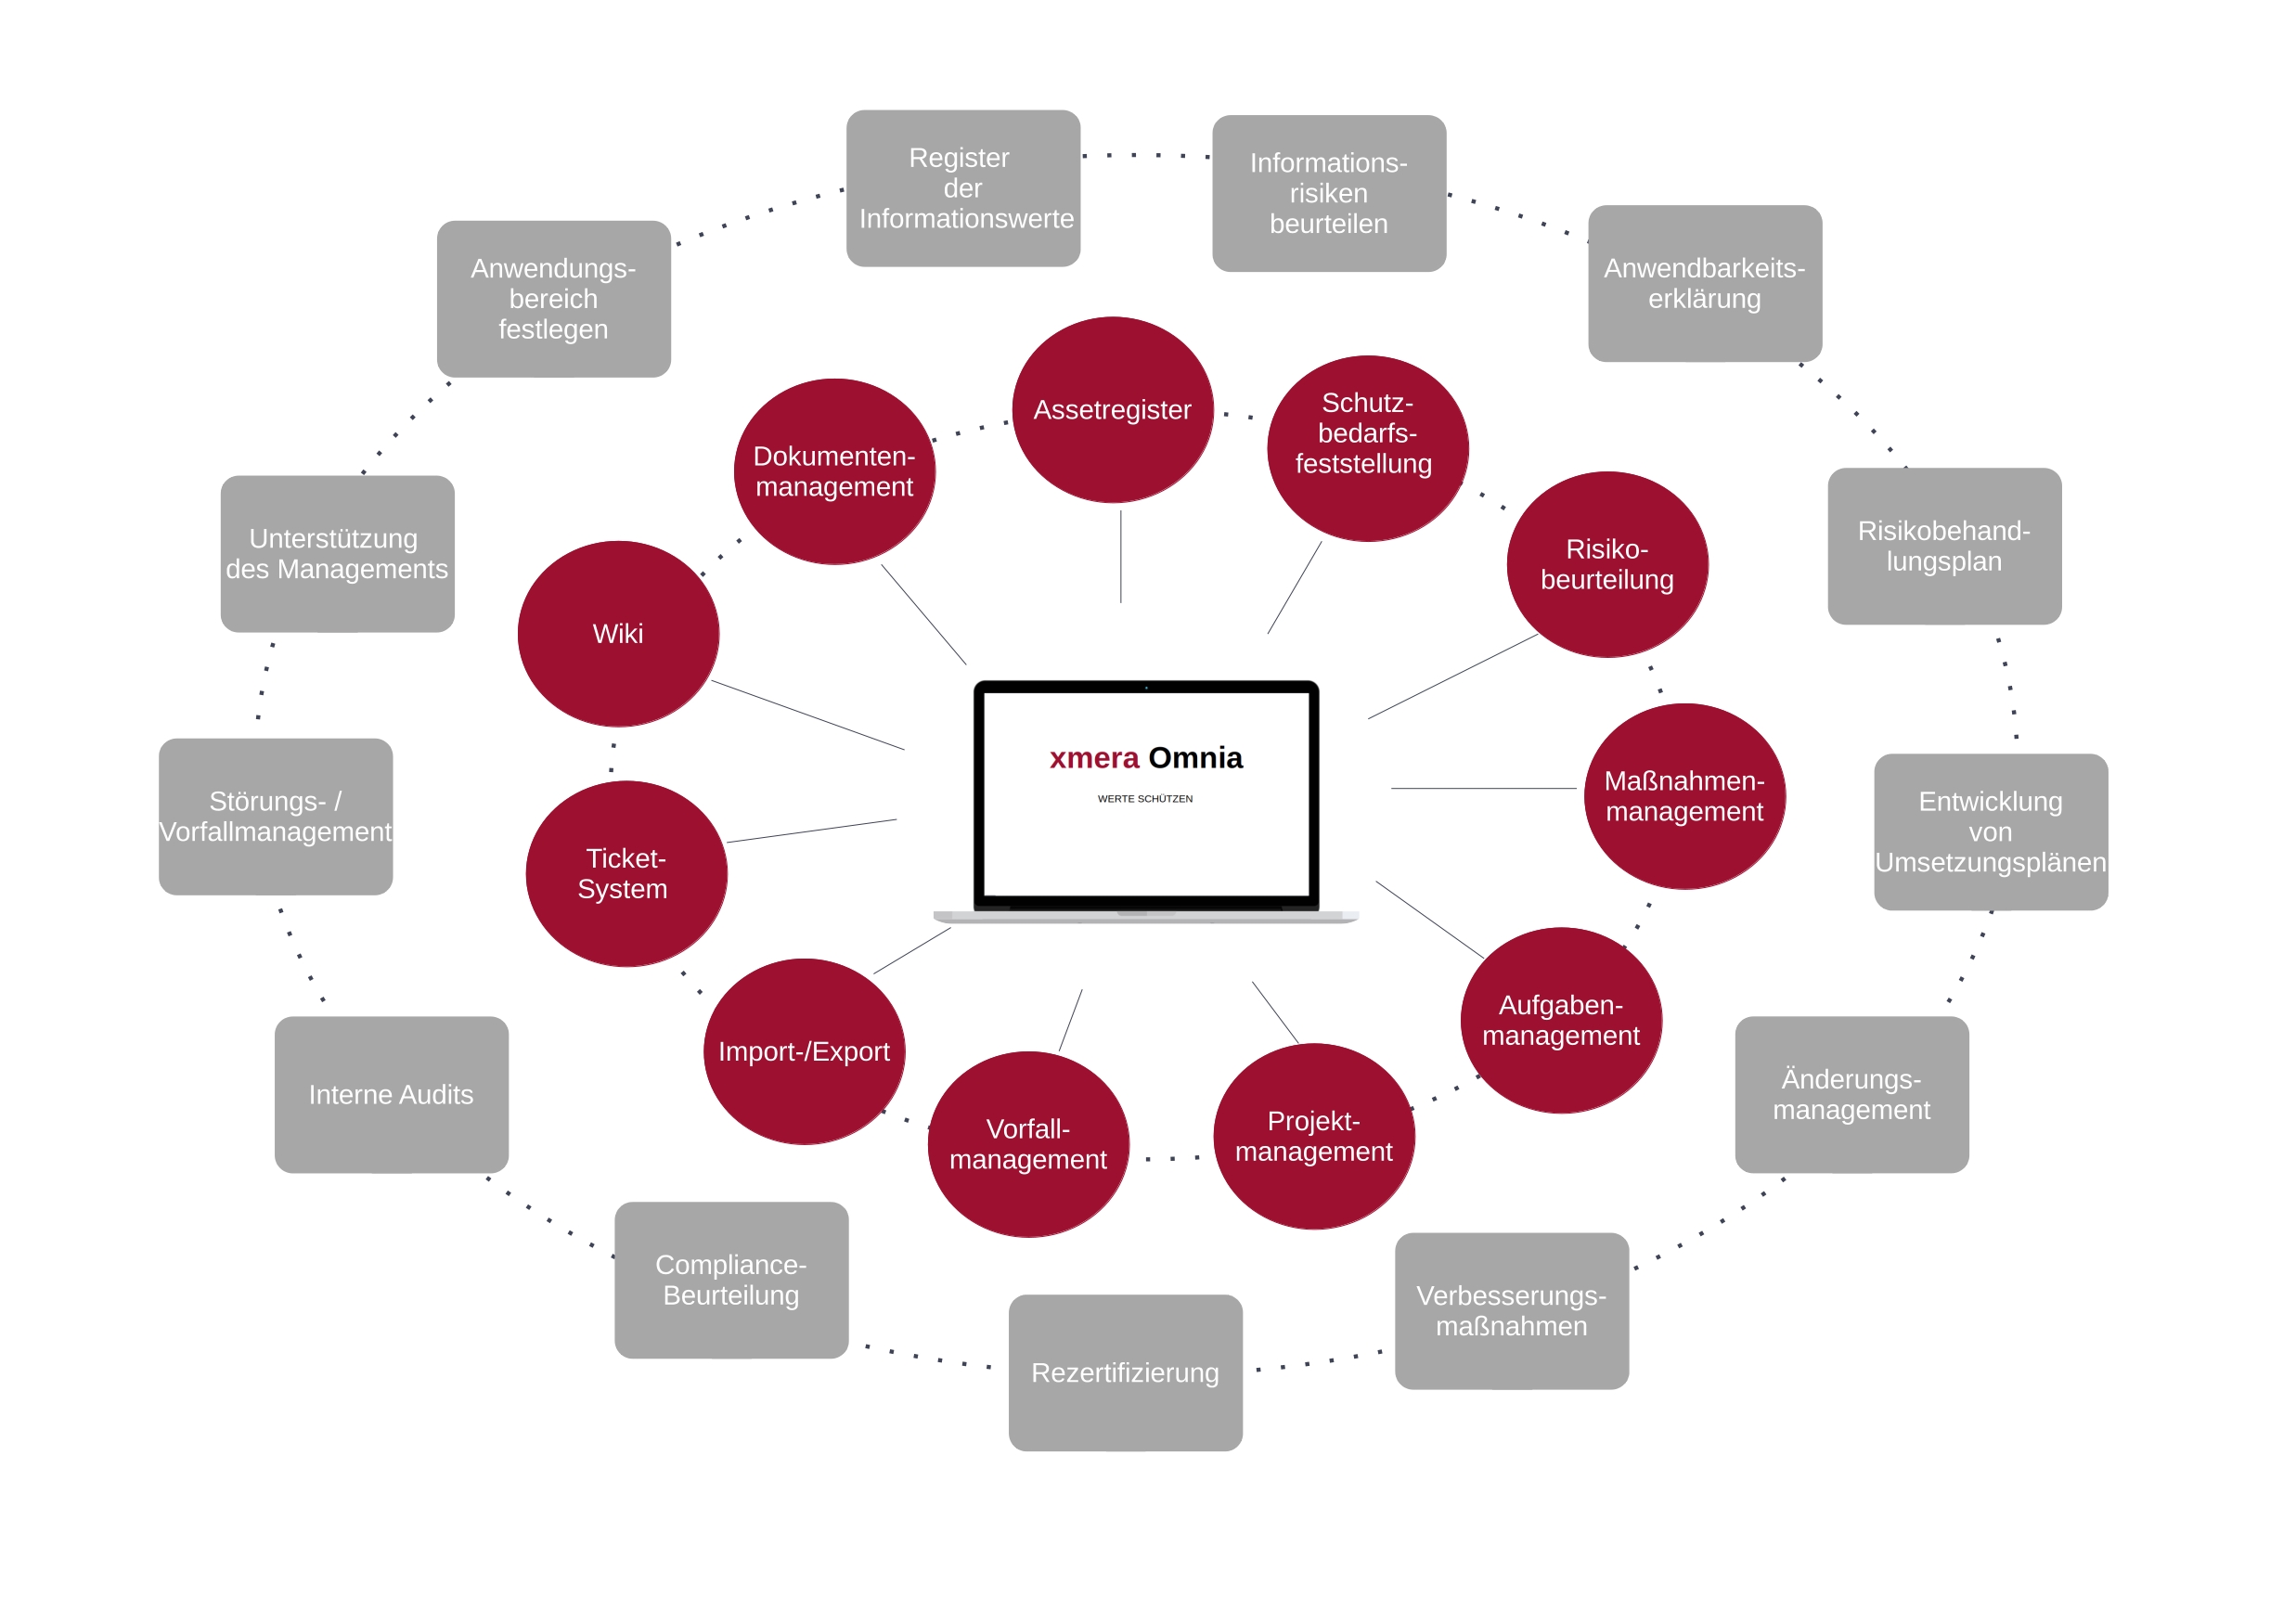 Register
der
Informationswerte
Informations-
risiken
beurteilen
Anwendungs-
bereich
festlegen
Anwendbarkeits-
erklärung
Assetregister
Schutz-
bedarfs-
feststellung
Dokumenten-
management
Risiko-
beurteilung
Unterstützung
des Managements
Risikobehand-
lungsplan
Wiki
xmera Omnia
WERTE SCHÜTZEN
Maßnahmen-
management
Störungs- /
Vorfallmanagement
Entwicklung
von
Umsetzungsplänen
Ticket-
System
Aufgaben-
management
Import-/Export
Interne Audits
Änderungs-
management
Vorfall-
management
Projekt-
management
Compliance-
Beurteilung
Verbesserungs-
maßnahmen
Rezertifizierung